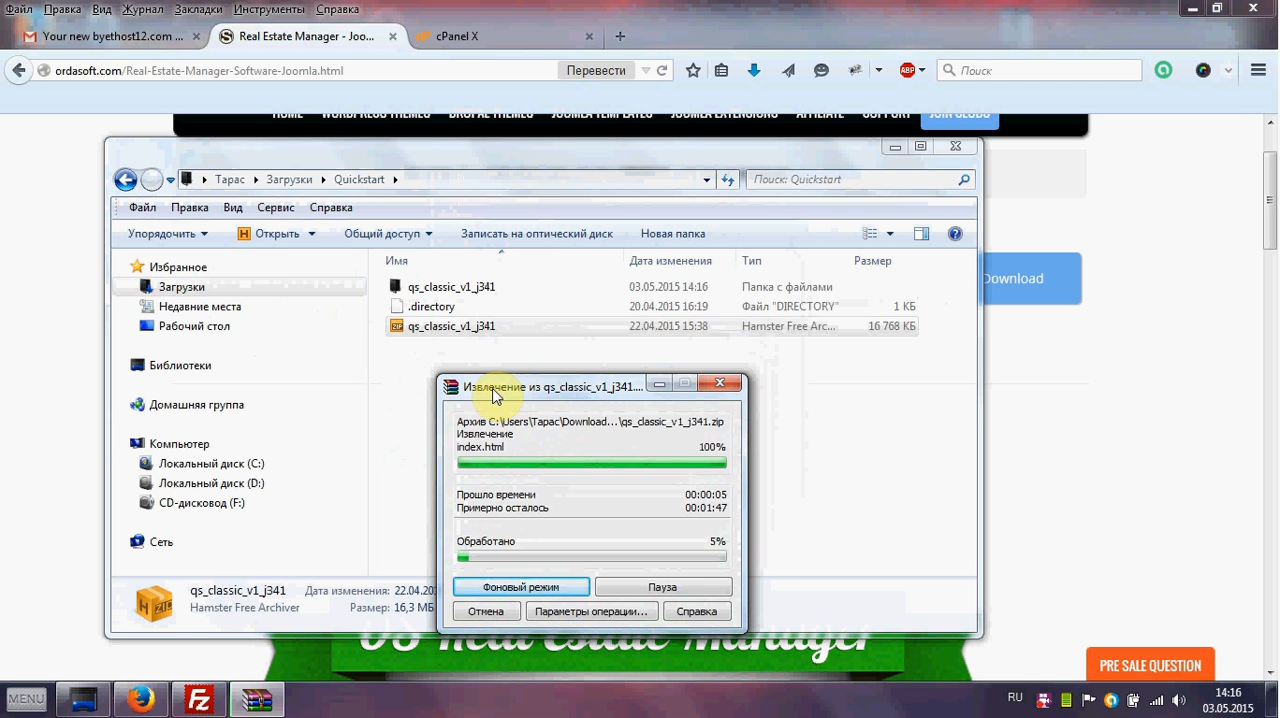 Файл Правка Вид Журнал Закладки Инструменты Справка
Your new byethost12.com ... × Real Estate Manager - Joo... × cPanel X × +
ordasoft.com/Real-Estate-Manager-Software-Joomla.html Перевести Поиск
HOME WORDPRESS THEMES DRUPAL THEMES JOOMLA TEMPLATES JOOMLA EXTENSIONS AFFILIATE SUPPORT JOIN CLUBS
Тарас Загрузки Quickstart Поиск: Quickstart
Файл Правка Вид Сервис Справка
Упорядочить Открыть Общий доступ Записать на оптический диск Новая папка
Имя Дата изменения Тип Размер
Избранное
Загрузки
Недавние места
Рабочий стол
Библиотеки
Домашняя группа
Компьютер
Локальный диск (C:)
Локальный диск (D:)
CD-дисковод (F:)
Сеть
qs_classic_v1_j341 03.05.2015 14:16 Папка с файлами
.directory 20.04.2015 16:19 Файл "DIRECTORY" 1 КБ
qs_classic_v1_j341 22.04.2015 15:38 Hamster Free Arc... 16 768 КБ
Download
Извлечение из qs_classic_v1_j341....
Архив C:\Users\Тарас\Download...\qs_classic_v1_j341.zip
Извлечение
index.html 100%
Прошло времени 00:00:05
Примерно осталось 00:01:47
Обработано 5%
Фоновый режим Пауза
Отмена Параметры операции... Справка
qs_classic_v1_j341 Дата изменения: 22.04.20
Hamster Free Archiver Размер: 16,3 МБ
OS Real Estate Manager
PRE SALE QUESTION
MENU RU 14:16
03.05.2015